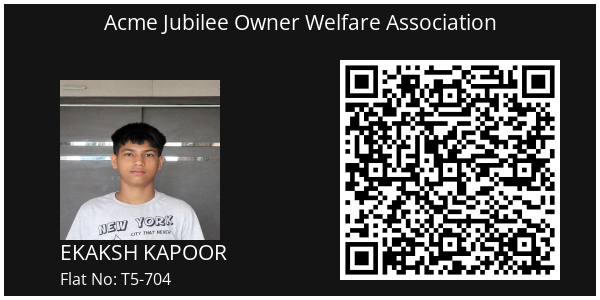 Acme Jubilee Owner Welfare Association
NEW YORK
CITY THAT NEVER
EKAKSH KAPOOR
Flat No: T5-704